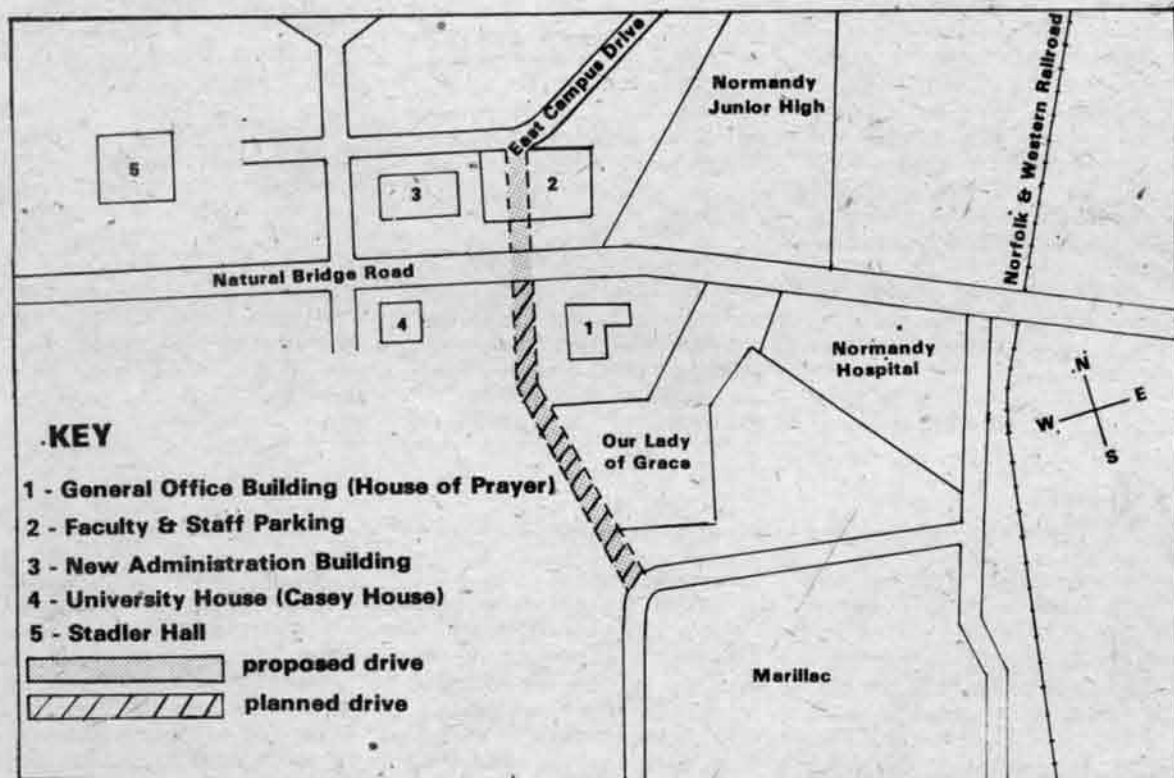 East Campus Drive
Normandy
Junior High
Norfolk & Western Railroad
5
3
2
Natural Bridge Road
4
1
Normandy
Hospital
N
W E
S
Our Lady
of Grace
Marillac
KEY
1 - General Office Building (House of Prayer)
2 - Faculty & Staff Parking
3 - New Administration Building
4 - University House (Casey House)
5 - Stadler Hall
proposed drive
planned drive